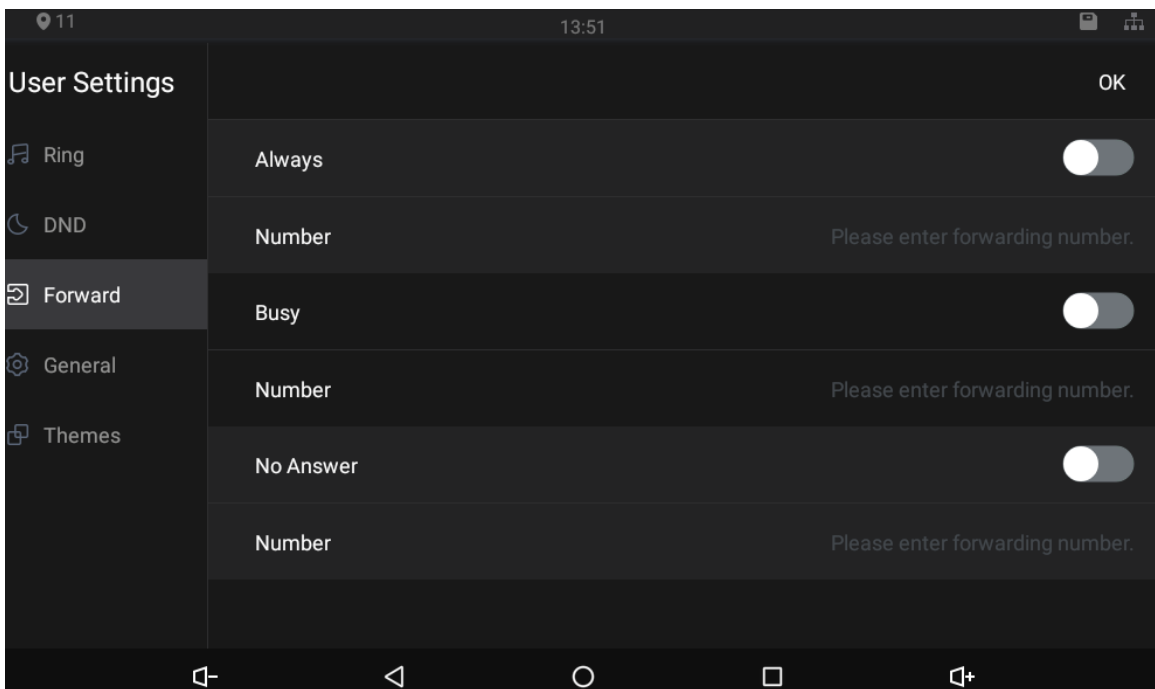 11
13:51
User Settings
OK
Ring
DND
Forward
General
Themes
Always
Number
Please enter forwarding number.
Busy
Number
Please enter forwarding number.
No Answer
Number
Please enter forwarding number.